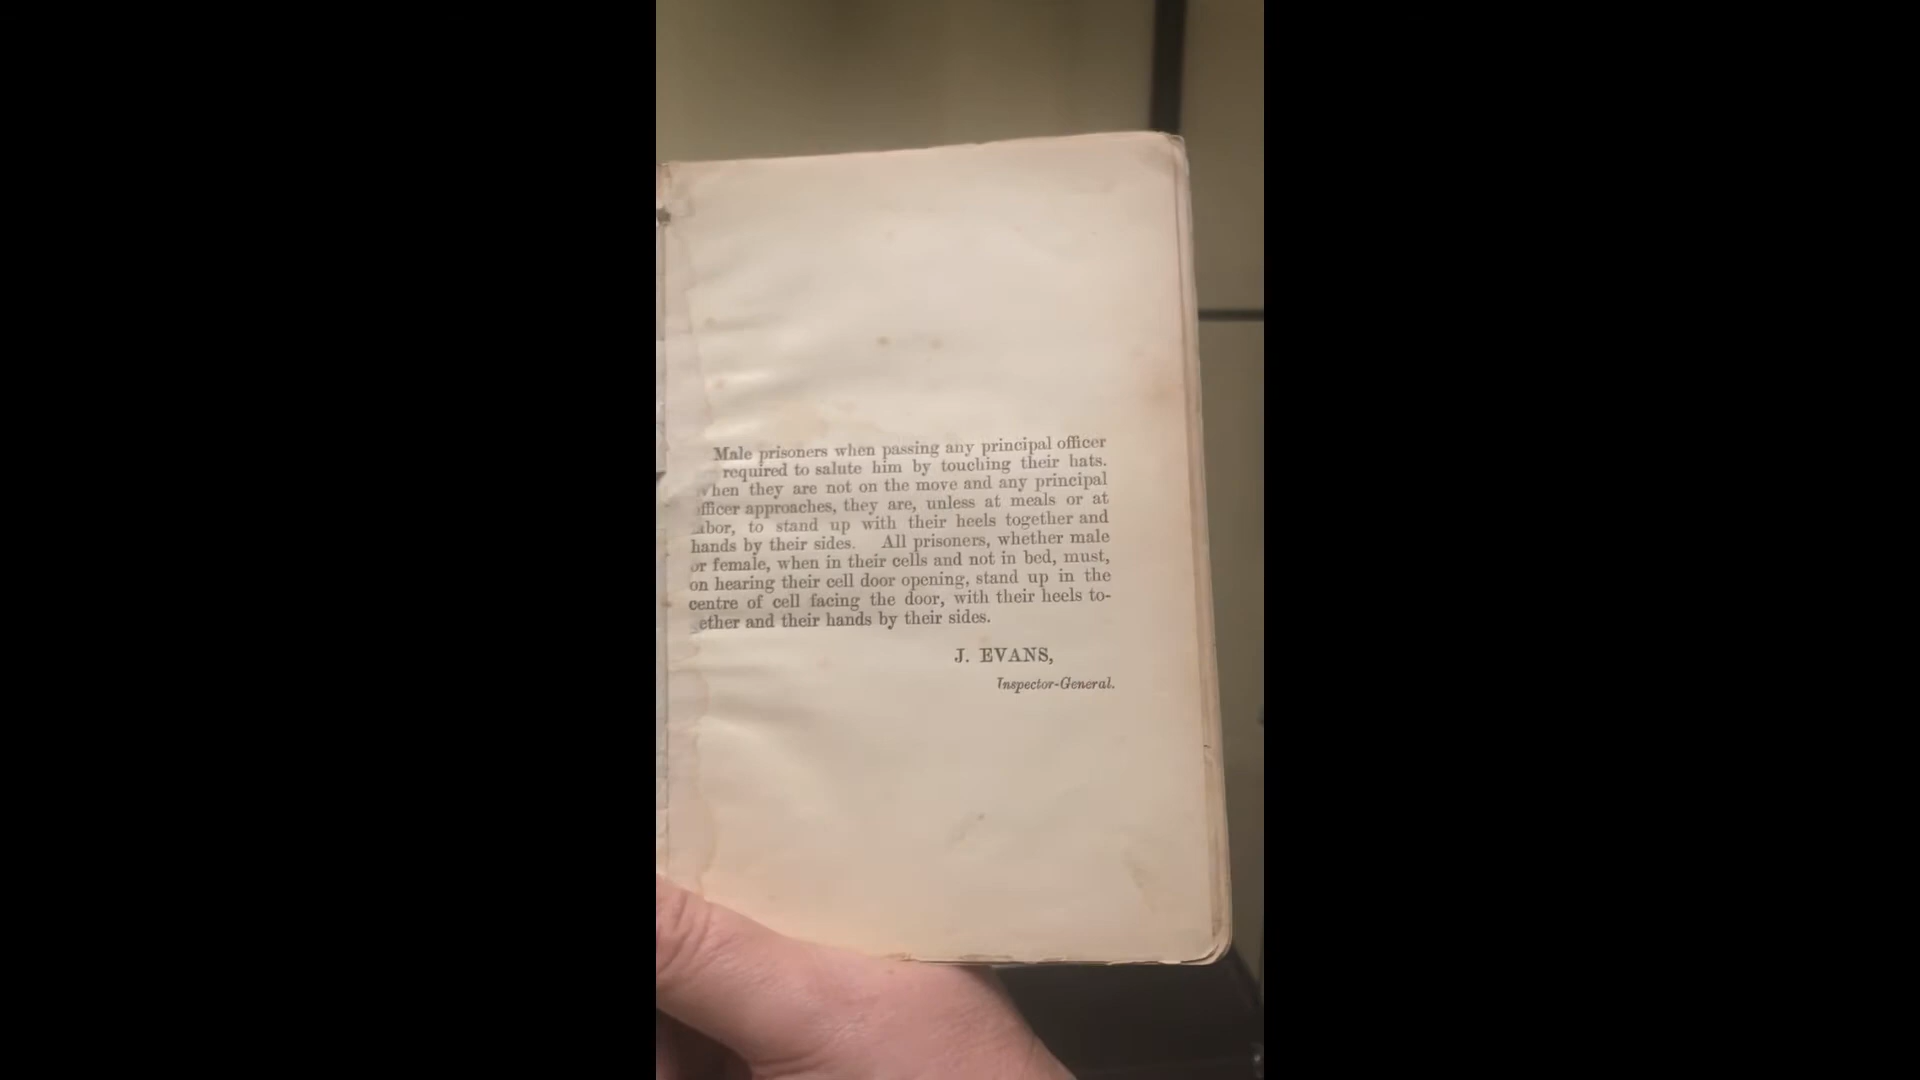 Male prisoners when passing any principal officer
required to salute him by touching their hats.
hen they are not on the move and any principal
fficer approaches, they are, unless at meals or at
abor, to stand up with their heels together and
hands by their sides. All prisoners, whether male
or female, when in their cells and not in bed, must,
on hearing their cell door opening, stand up in the
centre of cell facing the door, with their heels to-
ether and their hands by their sides.
J. EVANS,
Inspector-General.